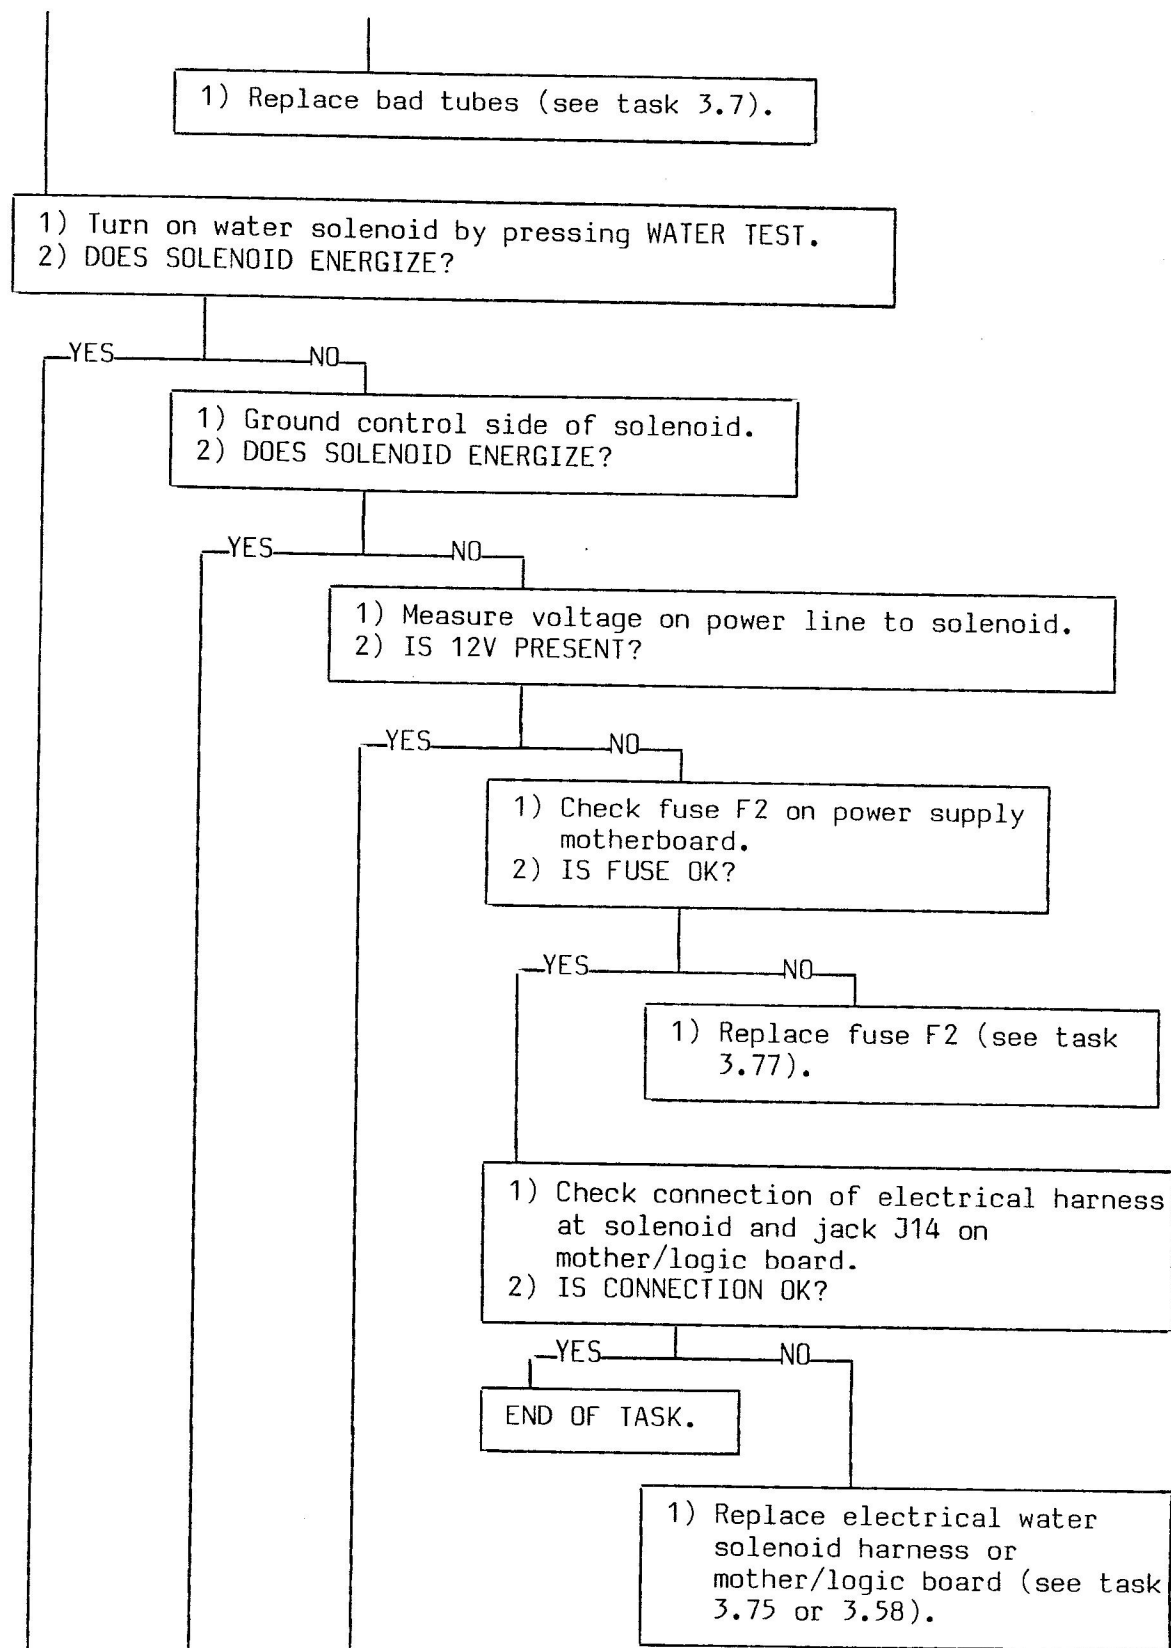 1) Replace bad tubes (see task 3.7).
1) Turn on water solenoid by pressing WATER TEST.
2) DOES SOLENOID ENERGIZE?
YES
NO
1) Ground control side of solenoid.
2) DOES SOLENOID ENERGIZE?
YES
NO
1) Measure voltage on power line to solenoid.
2) IS 12V PRESENT?
YES
NO
1) Check fuse F2 on power supply
motherboard.
2) IS FUSE OK?
YES
NO
1) Replace fuse F2 (see task
3.77).
1) Check connection of electrical harness
at solenoid and jack J14 on
mother/logic board.
2) IS CONNECTION OK?
YES
NO
END OF TASK.
1) Replace electrical water
solenoid harness or
mother/logic board (see task
3.75 or 3.58).